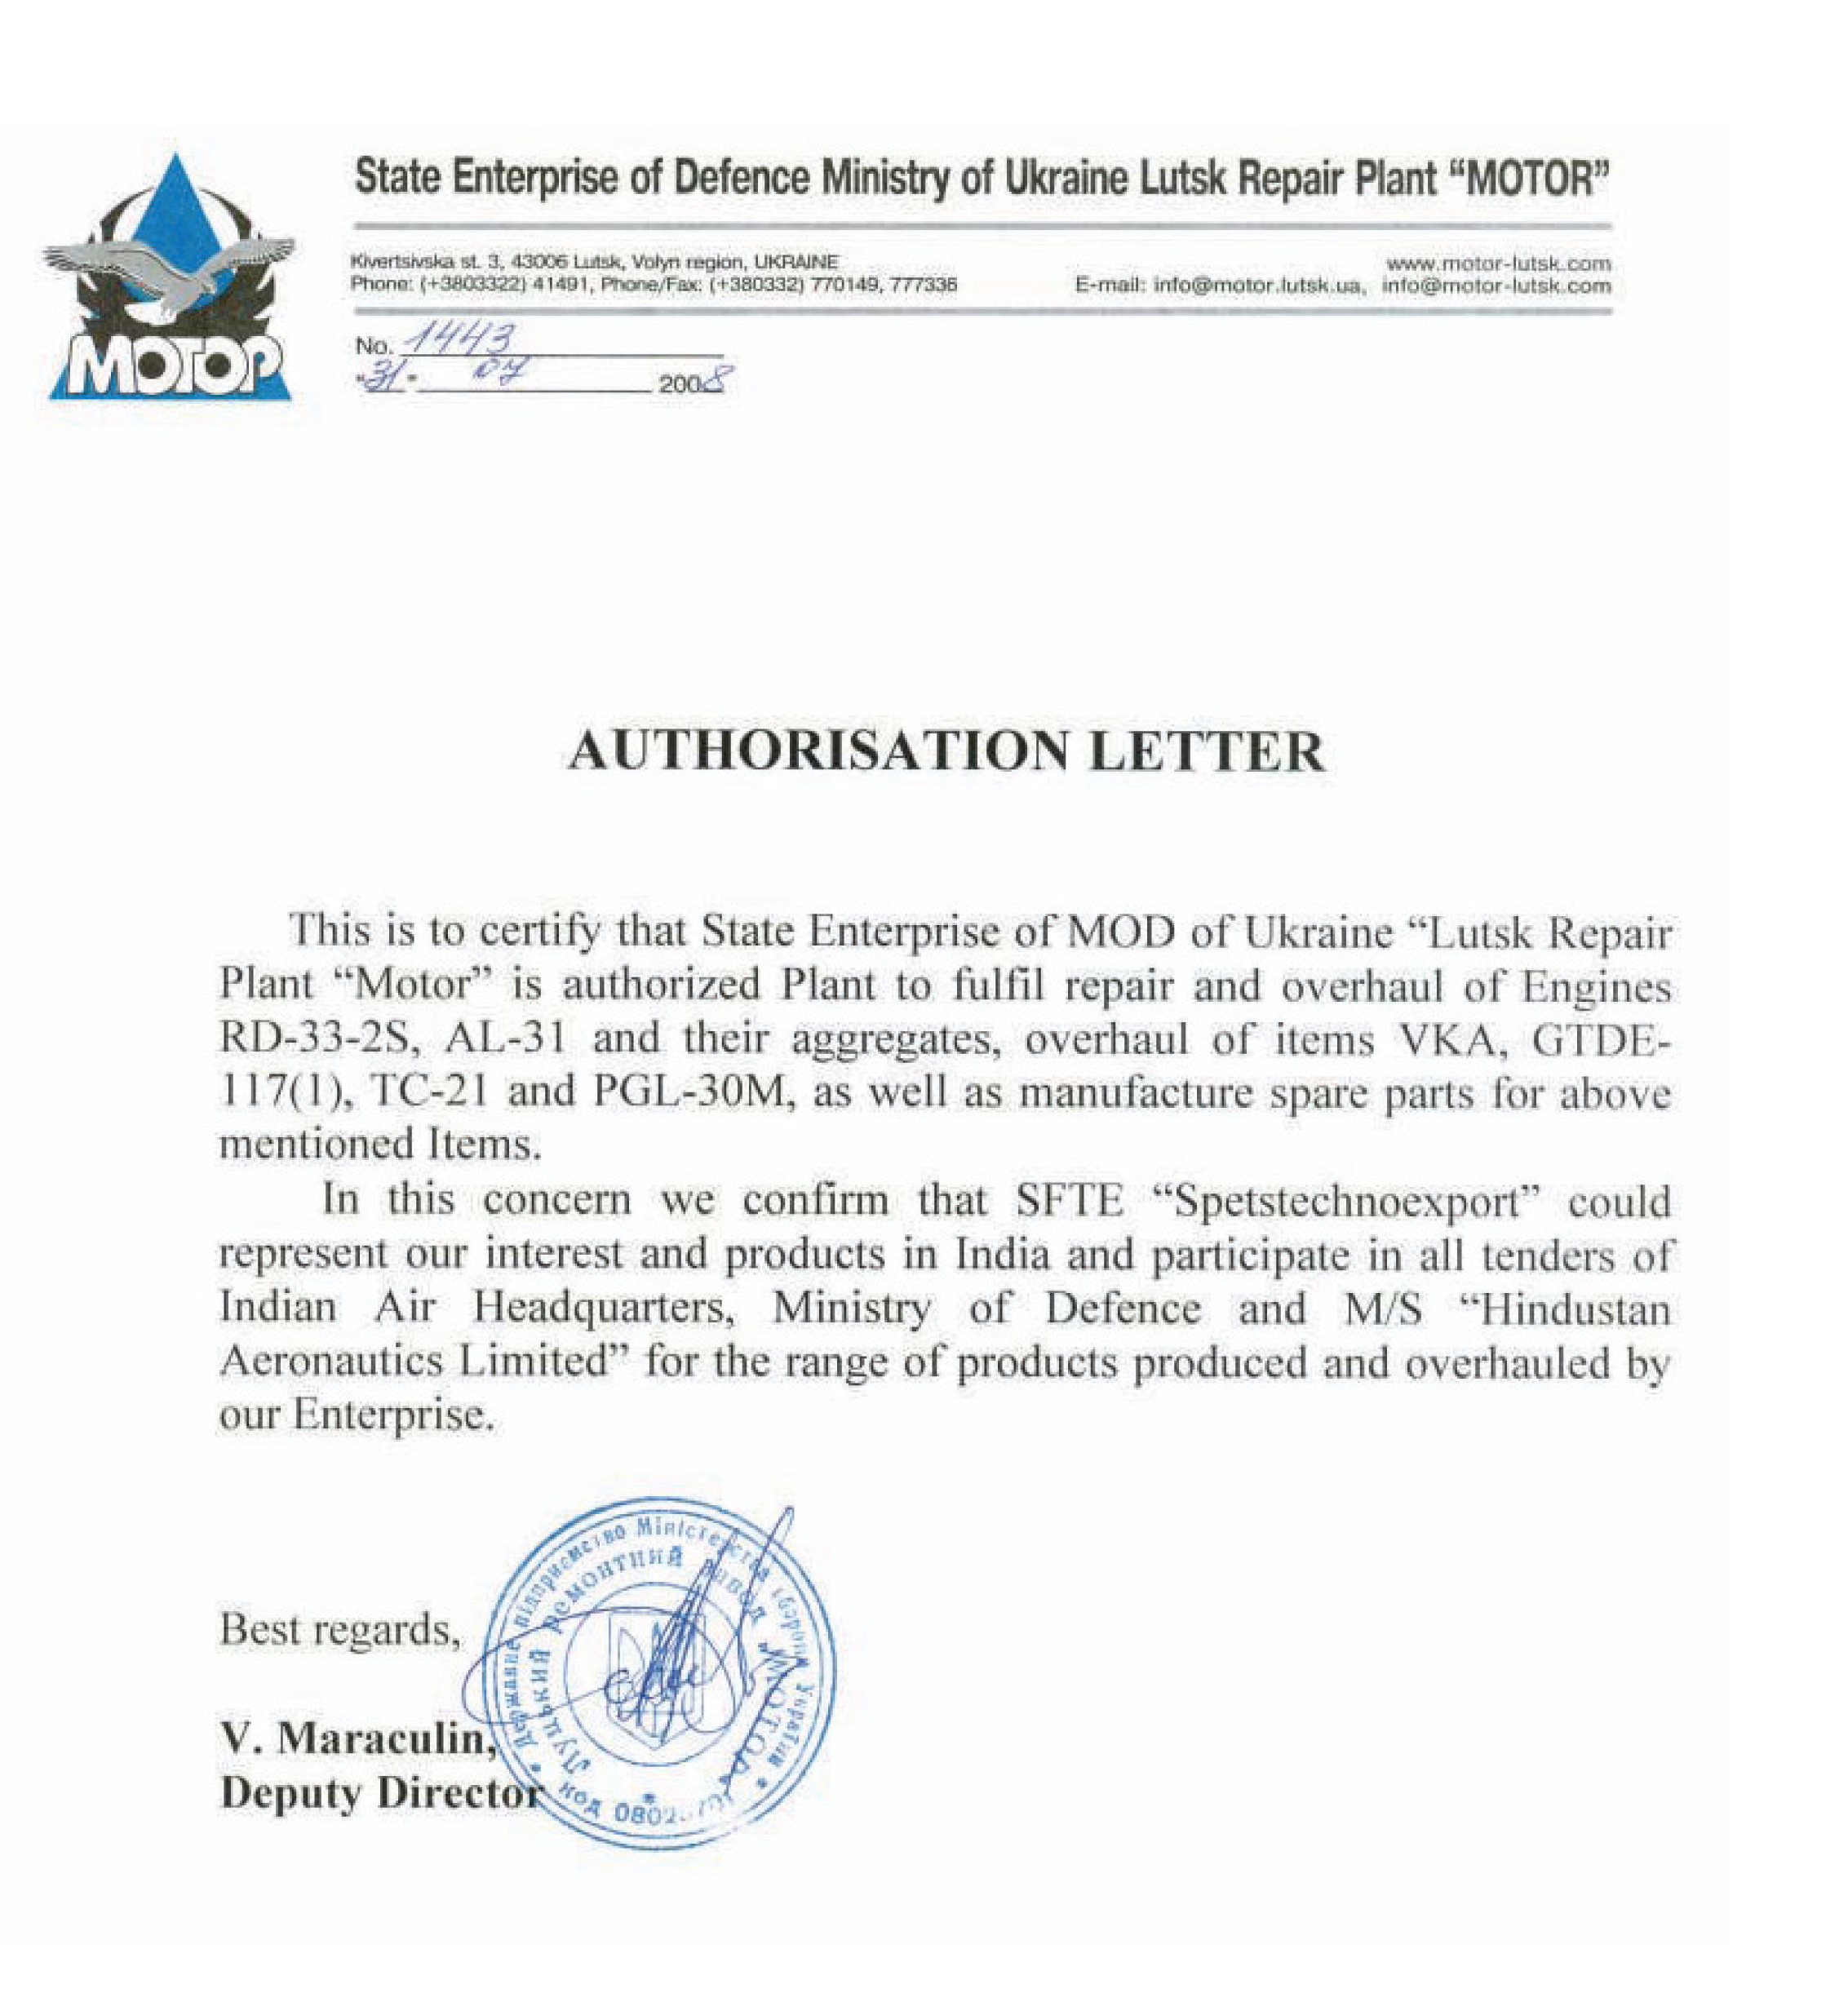 State Enterprise of Defence Ministry of Ukraine Lutsk Repair Plant “MOTOR”
Kivertsivska st. 3, 43006 Lutsk, Volyn region, UKRAINE
www.motor-lutsk.com
Phone: (+3803322) 41491, Phone/Fax: (+380332) 770149, 777336
E-mail: info@motor.lutsk.ua, info@motor-lutsk.com
МОТОР
No. 1443
“31” 07 2008
AUTHORISATION LETTER
This is to certify that State Enterprise of MOD of Ukraine “Lutsk Repair
Plant “Motor” is authorized Plant to fulfil repair and overhaul of Engines
RD-33-2S, AL-31 and their aggregates, overhaul of items VKA, GTDE-
117(1), TC-21 and PGL-30M, as well as manufacture spare parts for above
mentioned Items.
In this concern we confirm that SFTE “Spetstechnoexport” could
represent our interest and products in India and participate in all tenders of
Indian Air Headquarters, Ministry of Defence and M/S “Hindustan
Aeronautics Limited” for the range of products produced and overhauled by
our Enterprise.
Best regards,
V. Maraculin,
Deputy Director
Державне підприємство Міністерства оборони України
Луцький ремонтний завод "МОТОР"
код